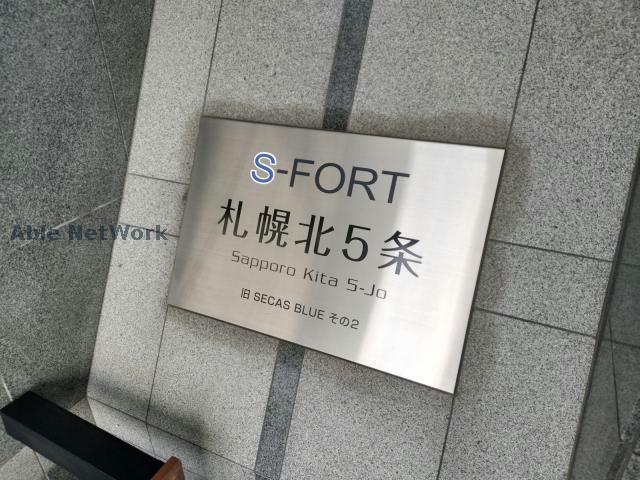 S-FORT
札幌北5条
Sapporo Kita 5-Jo
旧 SECAS BLUE その2
Able NetWork